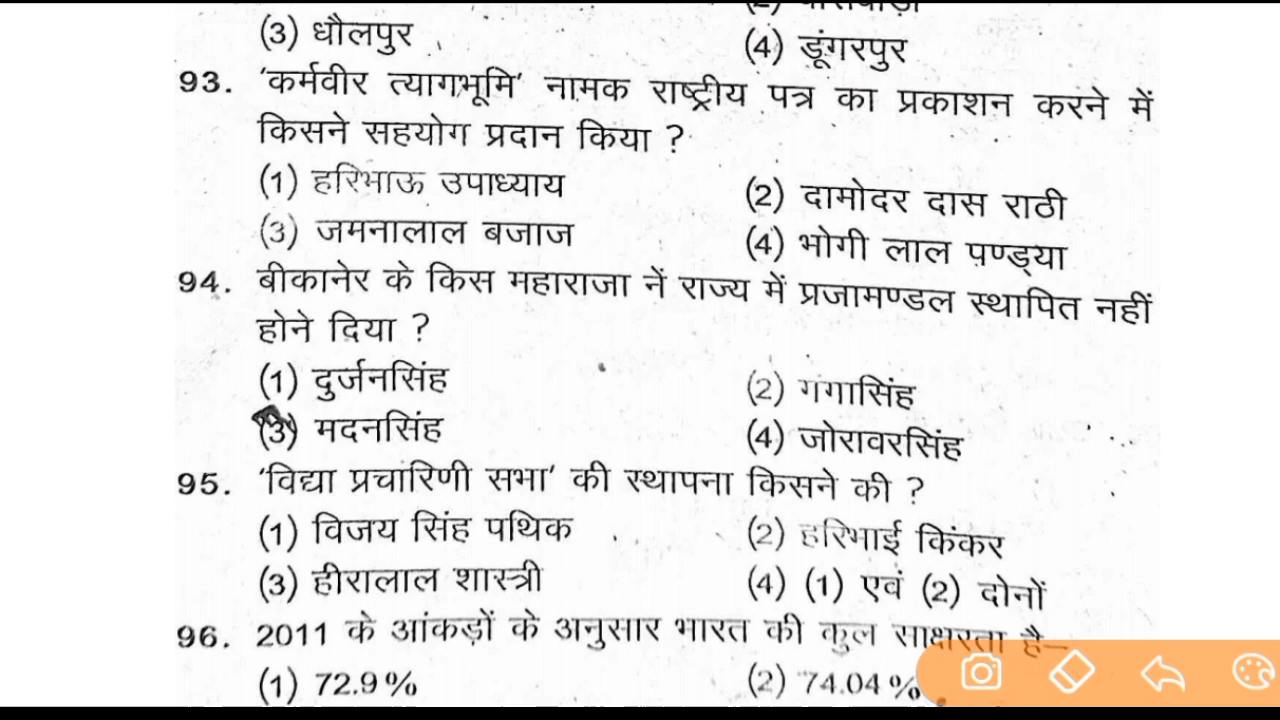 (3) धौलपुर
(4) डूंगरपुर
93. 'कर्मवीर त्यागभूमि' नामक राष्ट्रीय पत्र का प्रकाशन करने में
किसने सहयोग प्रदान किया ?
(1) हरिभाऊ उपाध्याय (2) दामोदर दास राठी
(3) जमनालाल बजाज (4) भोगी लाल पण्ड्या
94. बीकानेर के किस महाराजा नें राज्य में प्रजामण्डल स्थापित नहीं
होने दिया ?
(1) दुर्जनसिंह (2) गंगासिंह
(3) मदनसिंह (4) जोरावरसिंह
95. 'विद्या प्रचारिणी सभा' की स्थापना किसने की ?
(1) विजय सिंह पथिक (2) हरिभाई किंकर
(3) हीरालाल शास्त्री (4) (1) एवं (2) दोनों
96. 2011 के आंकड़ों के अनुसार भारत की कुल साक्षरता है–
(1) 72.9% (2) 74.04%